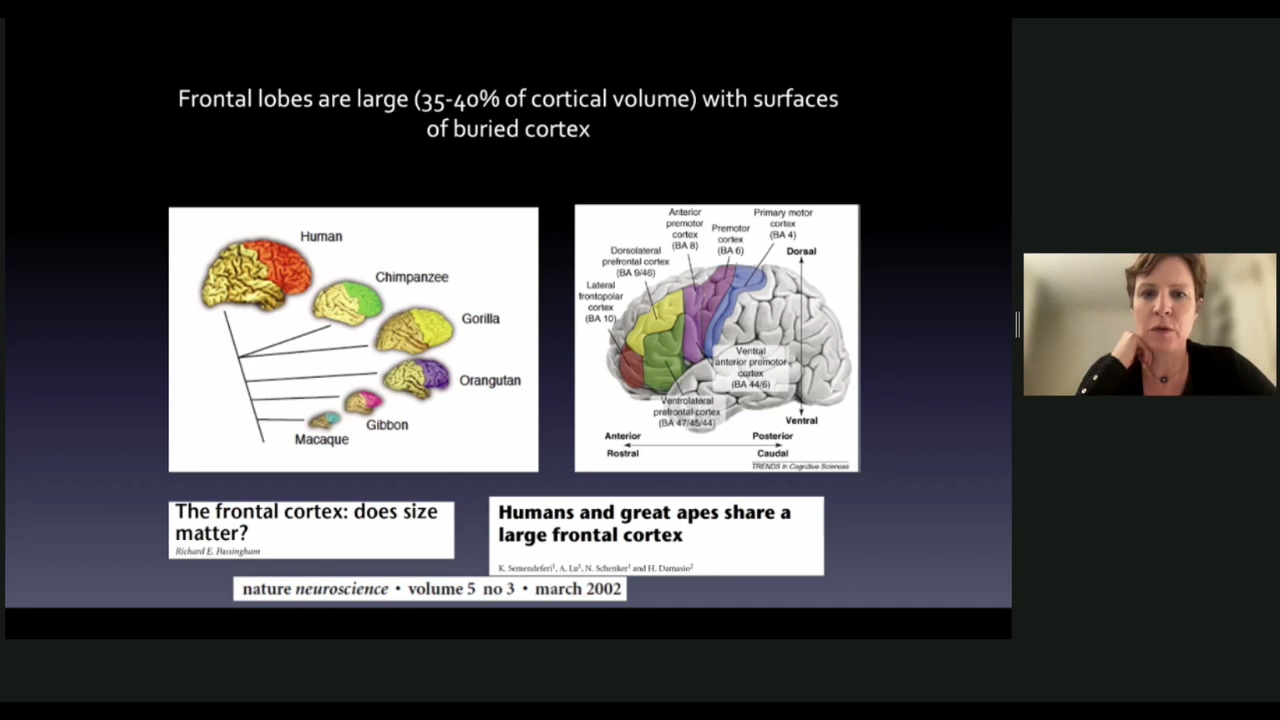 Frontal lobes are large (35-40% of cortical volume) with surfaces
of buried cortex
Human
Chimpanzee
Gorilla
Orangutan
Gibbon
Macaque
Anterior
premotor
cortex
(BA 8)
Primary motor
cortex
(BA 4)
Premotor
cortex
(BA 6)
Dorsolateral
prefrontal cortex
(BA 9/46)
Dorsal
Lateral
frontopolar
cortex
(BA 10)
Ventral
anterior premotor
cortex
(BA 44/6)
Ventrolateral
prefrontal cortex
(BA 47/45/44)
Ventral
Anterior
Posterior
Rostral
Caudal
TRENDS in Cognitive Sciences
The frontal cortex: does size
matter?
Richard E. Passingham
Humans and great apes share a
large frontal cortex
K. Semendeferi1, A. Lu1, N. Schenker1 and H. Damasio2
nature neuroscience • volume 5 no 3 • march 2002